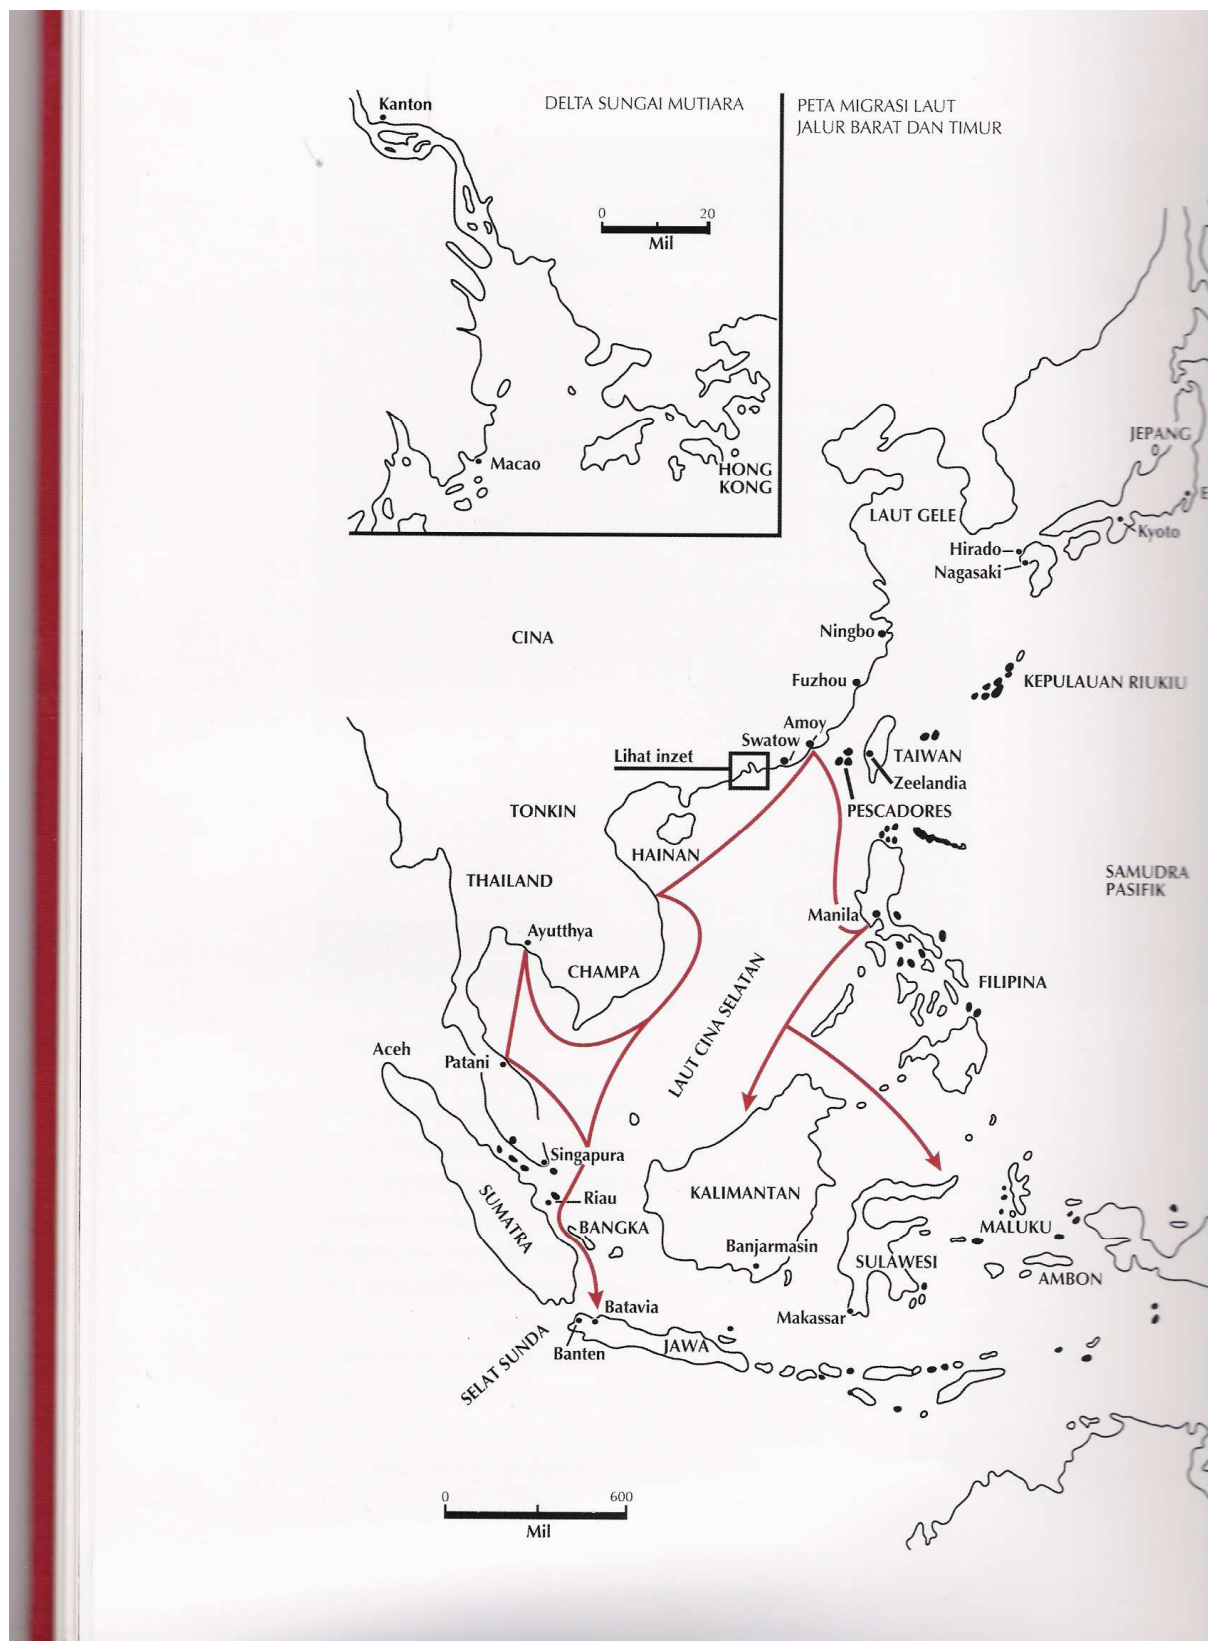 Kanton
DELTA SUNGAI MUTIARA
PETA MIGRASI LAUT
JALUR BARAT DAN TIMUR
0 20
Mil
Macao
HONG
KONG
JEPANG
LAUT GELE
Kyoto
Hirado
Nagasaki
CINA
Ningbo
Fuzhou
KEPULAUAN RIUKIU
Amoy
Swatow
Lihat inzet
TAIWAN
Zeelandia
PESCADORES
TONKIN
HAINAN
THAILAND
SAMUDRA
PASIFIK
Manila
Ayutthya
CHAMPA
FILIPINA
LAUT CINA SELATAN
Aceh
Patani
Singapura
SUMATRA
Riau
KALIMANTAN
BANGKA
MALUKU
Banjarmasin
SULAWESI
AMBON
Batavia
Makassar
SELAT SUNDA
Banten
JAWA
0 600
Mil